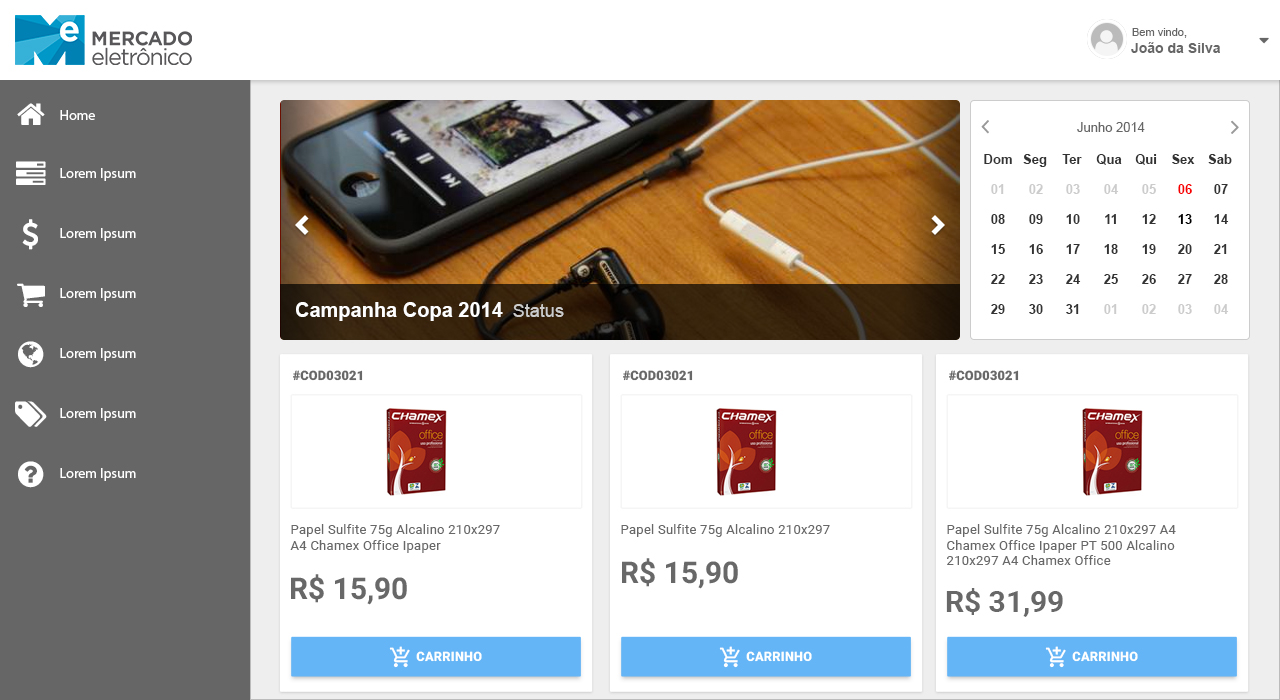 Me MERCADO
eletrônico
Bem vindo,
João da Silva
Home
Lorem Ipsum
Lorem Ipsum
Lorem Ipsum
Lorem Ipsum
Lorem Ipsum
Lorem Ipsum
Campanha Copa 2014 Status
Junho 2014
Dom Seg Ter Qua Qui Sex Sab
01 02 03 04 05 06 07
08 09 10 11 12 13 14
15 16 17 18 19 20 21
22 23 24 25 26 27 28
29 30 31 01 02 03 04
#COD03021
CHAMEX
office
Papel Sulfite 75g Alcalino 210x297
A4 Chamex Office Ipaper
R$ 15,90
CARRINHO
#COD03021
CHAMEX
office
Papel Sulfite 75g Alcalino 210x297
R$ 15,90
CARRINHO
#COD03021
CHAMEX
office
Papel Sulfite 75g Alcalino 210x297 A4
Chamex Office Ipaper PT 500 Alcalino
210x297 A4 Chamex Office
R$ 31,99
CARRINHO